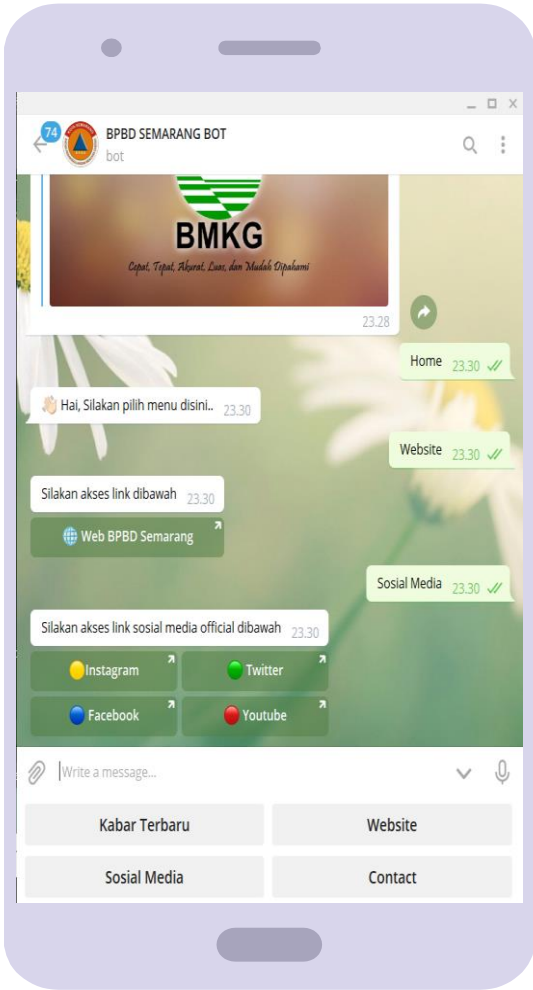 74
BPBD SEMARANG BOT
bot
BMKG
Cepat, Tepat, Akurat, Luas, dan Mudah Dipahami
23.28
Home 23.30
Hai, Silakan pilih menu disini.. 23.30
Website 23.30
Silakan akses link dibawah 23.30
Web BPBD Semarang
Sosial Media 23.30
Silakan akses link sosial media official dibawah 23.30
Instagram Twitter
Facebook Youtube
Write a message...
Kabar Terbaru Website
Sosial Media Contact